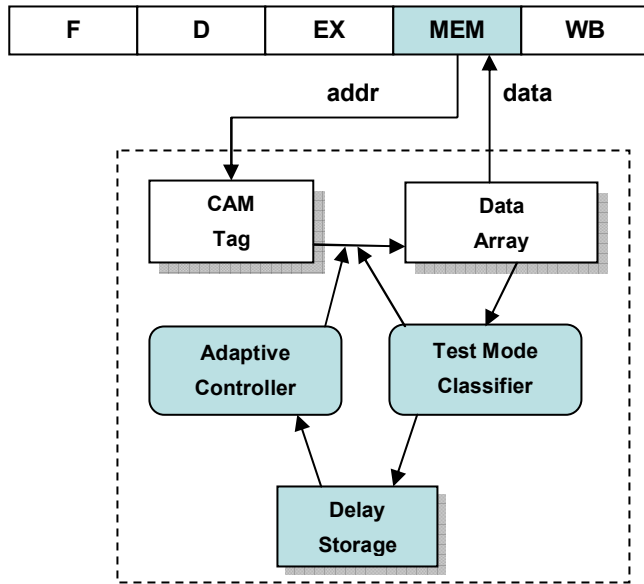 F D EX MEM WB
addr data
CAM
Tag
Data
Array
Adaptive
Controller
Test Mode
Classifier
Delay
Storage